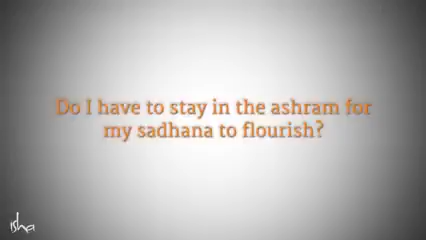 Do I have to stay in the ashram for
my sadhana to flourish?
isha